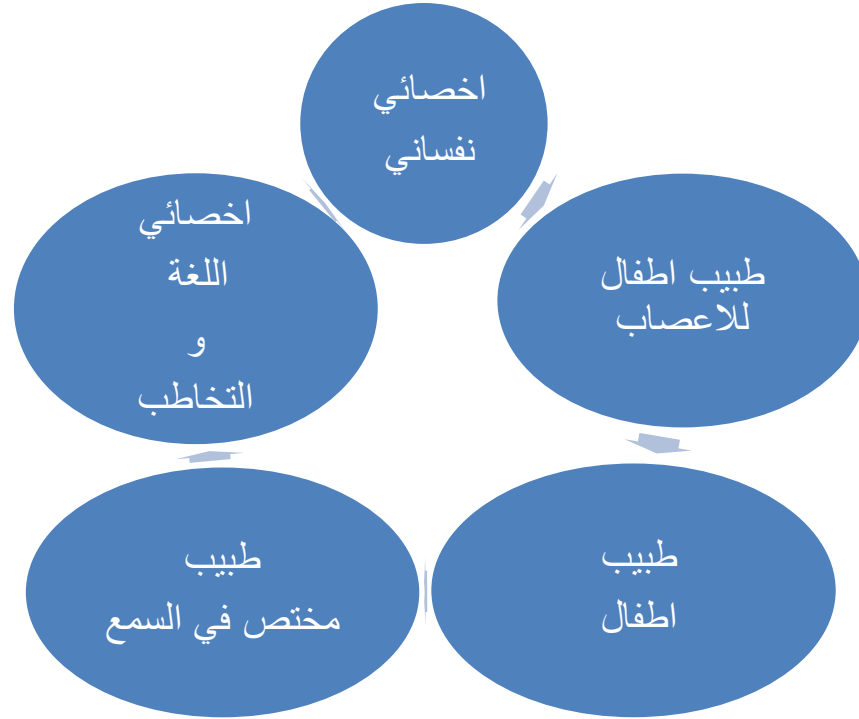 اخصائي
نفساني
طبيب اطفال
للاعصاب
طبيب
اطفال
طبيب
مختص في السمع
اخصائي
اللغة
و
التخاطب